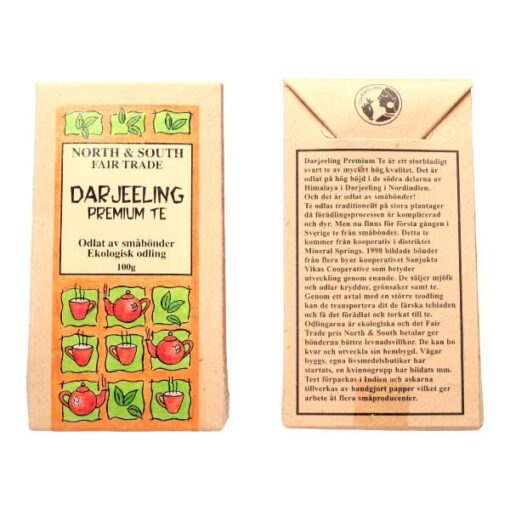 NORTH & SOUTH
FAIR TRADE
DARJEELING
PREMIUM TE
Odlat av småbönder
Ekologisk odling
100g
Darjeeling Premium Te är ett storbladigt
svart te av mycket hög kvalitet. Det är
odlat på hög höjd i de södra delarna av
Himalaya i Darjeeling i Nordindien.
Och det är odlat av småbönder!
Te odlas traditionellt på stora plantager
då förädlingsprocessen är komplicerad
och dyr. Men nu finns för första gången i
Sverige te från småbönder. Detta te
kommer från kooperativ i distriktet
Mineral Springs. 1998 bildade bönder
från flera byar kooperativet Sanjukta
Vikas Cooperative som betyder
utveckling genom enande. De säljer mjölk
och odlar kryddor, grönsaker samt te.
Genom ett avtal med en större teodling
kan de transportera dit de färska tebladen
och få det förädlat och torkat till te.
Odlingarna är ekologiska och det Fair
Trade pris North & South betalar ger
bönderna bättre levnadsvillkor. De kan bo
kvar och utveckla sin hembygd. Vägar
byggs, egna livsmedelsbutiker har
startats, en kvinnogrupp har bildats mm.
Teet förpackas i Indien och askarna
tillverkas av handgjort papper vilket ger
arbete åt flera småproducenter.